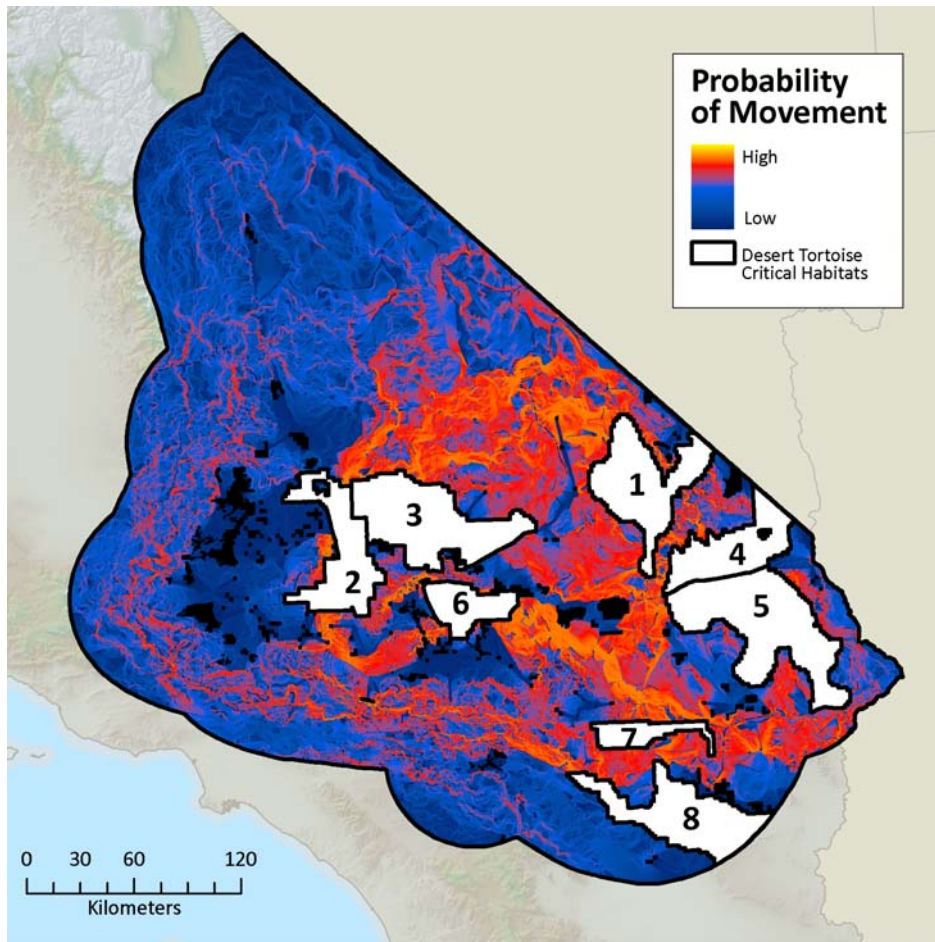 Probability
of Movement
High
Low
Desert Tortoise
Critical Habitats
1
3
4
2
5
6
7
8
0 30 60 120
Kilometers